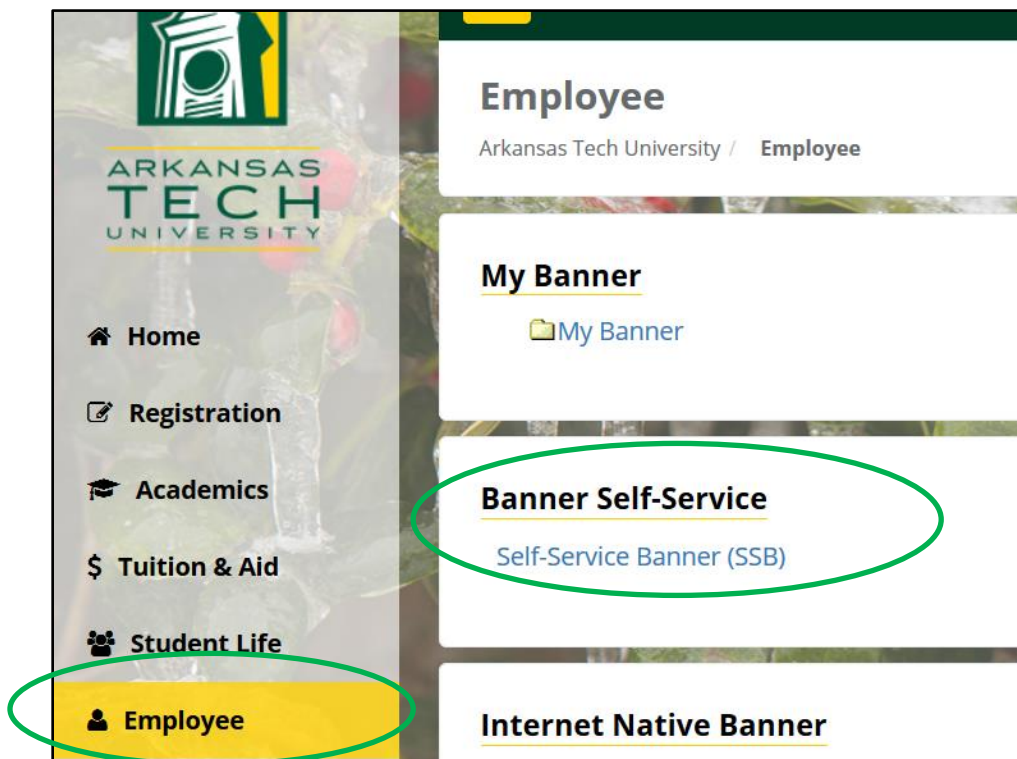 ARKANSAS
TECH
UNIVERSITY
Home
Registration
Academics
$ Tuition & Aid
Student Life
Employee
Employee
Arkansas Tech University / Employee
My Banner
My Banner
Banner Self-Service
Self-Service Banner (SSB)
Internet Native Banner